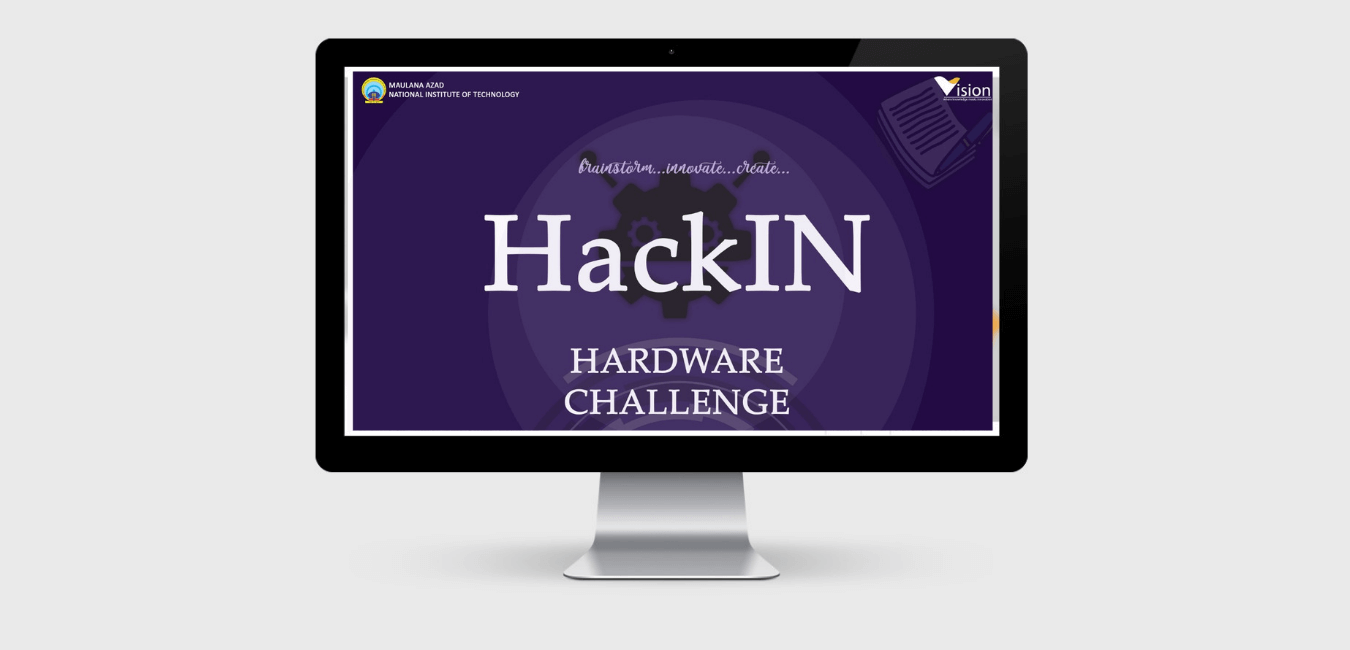 MAULANA AZAD
NATIONAL INSTITUTE OF TECHNOLOGY
Vision
brainstorm...innovate...create...
HackIN
HARDWARE
CHALLENGE